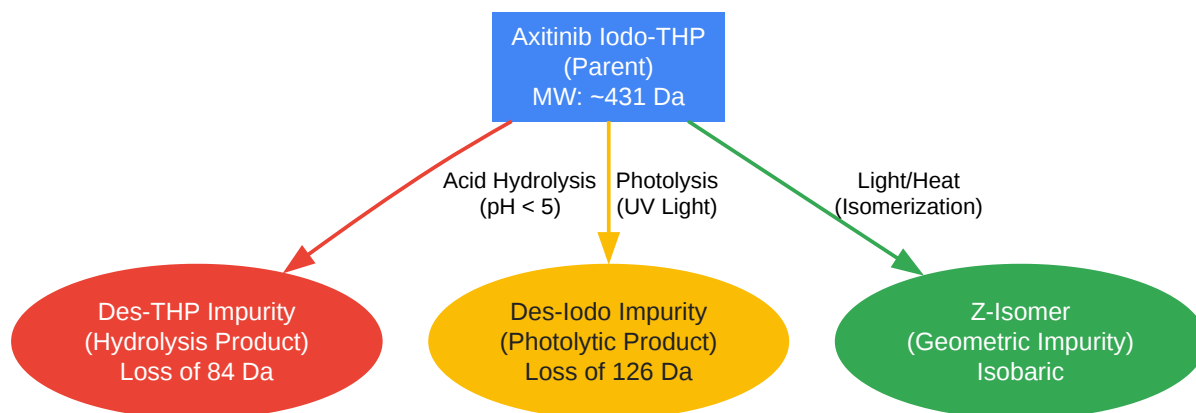 Axitinib Iodo-THP
(Parent)
MW: ~431 Da
Acid Hydrolysis
(pH < 5)
Photolysis
(UV Light)
Light/Heat
(Isomerization)
Des-THP Impurity
(Hydrolysis Product)
Loss of 84 Da
Des-Iodo Impurity
(Photolytic Product)
Loss of 126 Da
Z-Isomer
(Geometric Impurity)
Isobaric